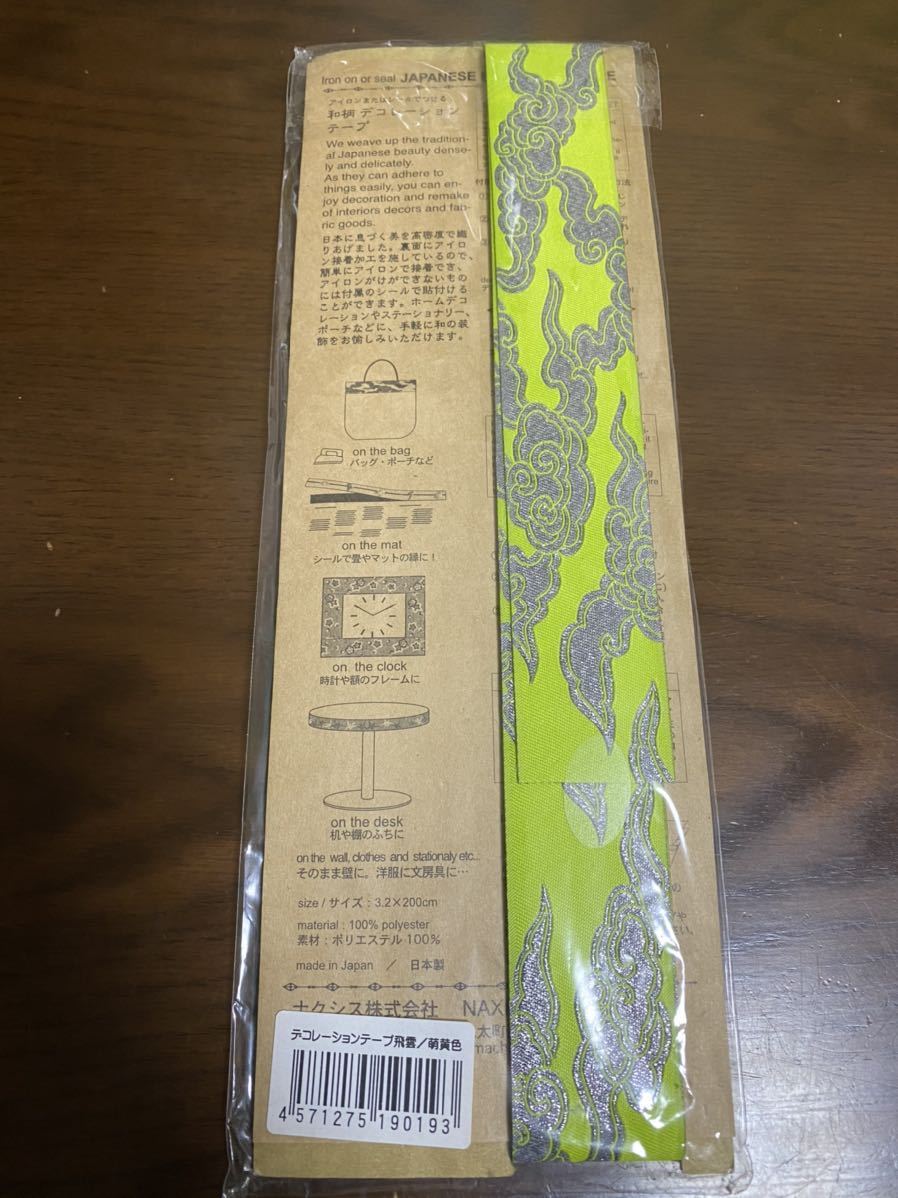 Iron on or seal JAPANESE
アイロンまたはシールでつける
和柄 デコレーション
テープ
We weave up the tradition-
al Japanese beauty dense-
ly and delicately.
As they can adhere to
things easily, you can en-
joy decoration and remake
of interiors decors and fab-
ric goods.
日本に息づく美を高密度で織
りあげました。裏面にアイロ
ン接着加工を施しているので、
簡単にアイロンで接着でき、
アイロンがけができないもの
には付属のシールで貼付ける
ことができます。ホームデコ
レーションやステーショナリー、
ポーチなどに、手軽に和の装
飾をお愉しみいただけます。
on the bag
バッグ・ポーチなど
on the mat
シールで畳やマットの縁に！
on the clock
時計や額のフレームに
on the desk
机や棚のふちに
on the wall, clothes and stationaly etc...
そのまま壁に。洋服に文房具に…
size / サイズ : 3.2×200cm
material : 100% polyester
素材 : ポリエステル 100%
made in Japan ／ 日本製
ナクシス株式会社 NAX
デコレーションテープ飛雲／萌黄色
4 571275 190193